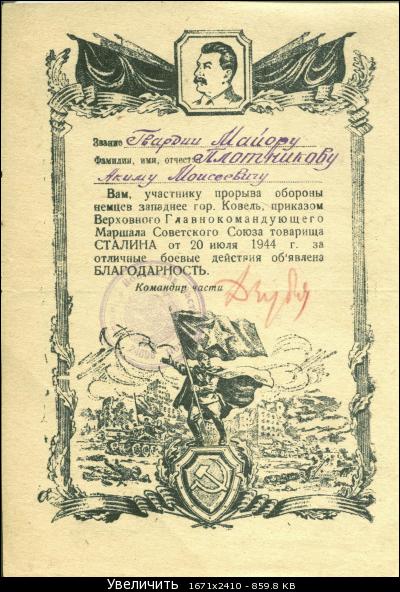 Звание Гвардии Майору
Фамилия, имя, отчест. Плотникову
Акиму Моисеевичу
Вам, участнику прорыва обороны
немцев западнее гор. Ковель, приказом
Верховного Главнокомандующего
Маршала Советского Союза товарища
СТАЛИНА от 20 июля 1944 г. за
отличные боевые действия об'явлена
БЛАГОДАРНОСТЬ.
Командир части
Увеличить 1671x2410 - 859.8 KB